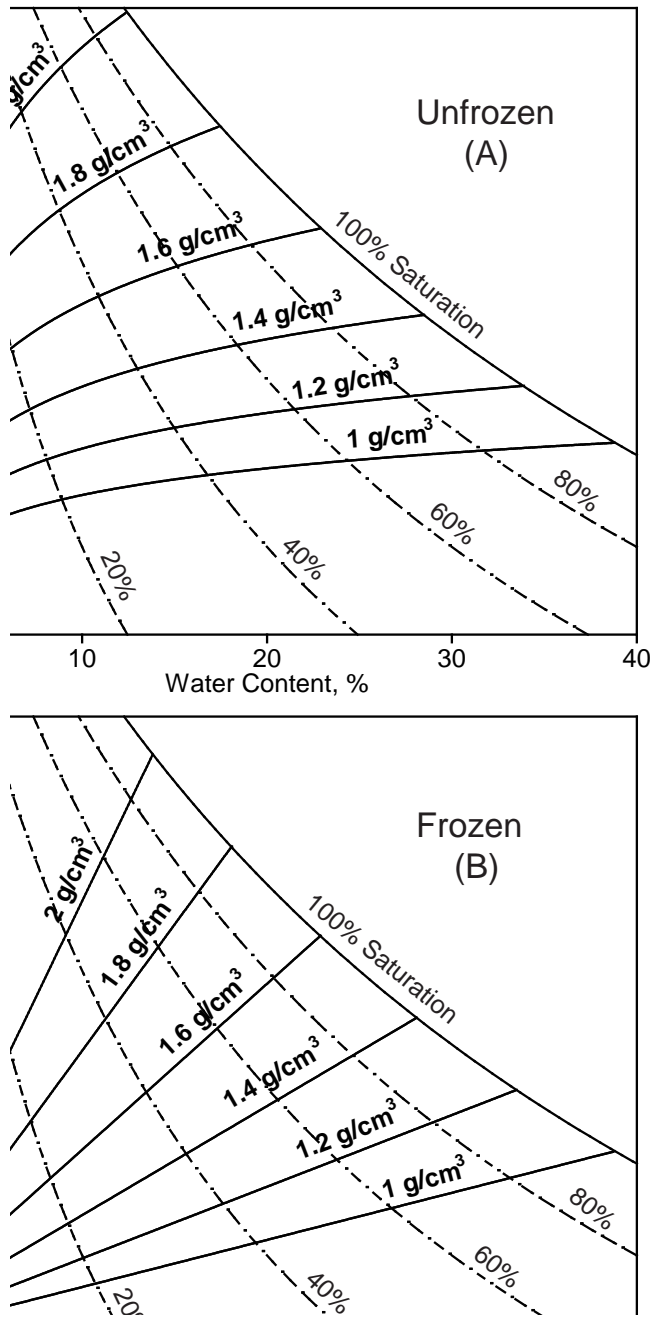 g/cm³
1.8 g/cm³
1.6 g/cm³
1.4 g/cm³
1.2 g/cm³
1 g/cm³
Unfrozen
(A)
100% Saturation
80%
60%
40%
20%
10 20 30 40
Water Content, %
Frozen
(B)
2 g/cm³
1.8 g/cm³
1.6 g/cm³
1.4 g/cm³
1.2 g/cm³
1 g/cm³
100% Saturation
80%
60%
40%
20%